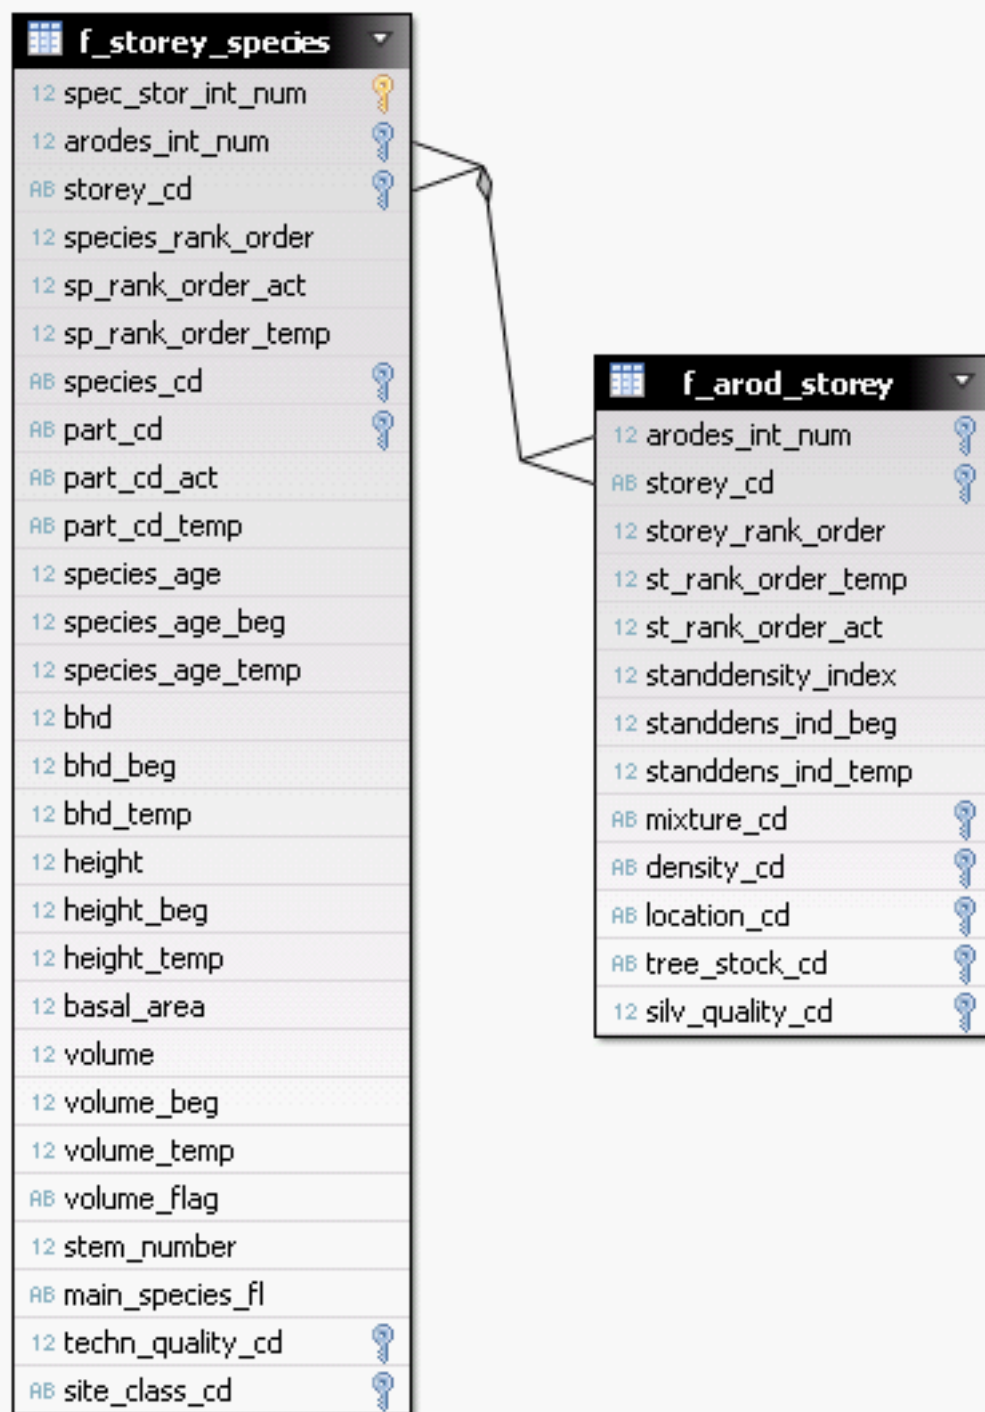 f_storey_species
12 spec_stor_int_num
12 arodes_int_num
AB storey_cd
12 species_rank_order
12 sp_rank_order_act
12 sp_rank_order_temp
AB species_cd
AB part_cd
AB part_cd_act
AB part_cd_temp
12 species_age
12 species_age_beg
12 species_age_temp
12 bhd
12 bhd_beg
12 bhd_temp
12 height
12 height_beg
12 height_temp
12 basal_area
12 volume
12 volume_beg
12 volume_temp
AB volume_flag
12 stem_number
AB main_species_fl
12 techn_quality_cd
AB site_class_cd
f_arod_storey
12 arodes_int_num
AB storey_cd
12 storey_rank_order
12 st_rank_order_temp
12 st_rank_order_act
12 standdensity_index
12 standdens_ind_beg
12 standdens_ind_temp
AB mixture_cd
AB density_cd
AB location_cd
AB tree_stock_cd
12 silv_quality_cd